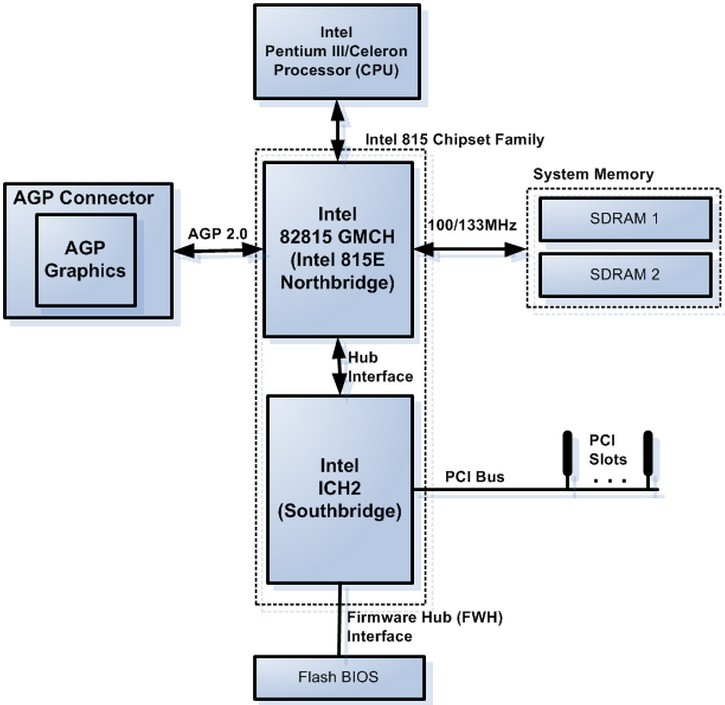 Intel
Pentium III/Celeron
Processor (CPU)
Intel 815 Chipset Family
AGP Connector
AGP
Graphics
AGP 2.0
Intel
82815 GMCH
(Intel 815E
Northbridge)
100/133MHz
System Memory
SDRAM 1
SDRAM 2
Hub
Interface
Intel
ICH2
(Southbridge)
PCI Bus
PCI
Slots
. . .
Firmware Hub (FWH)
Interface
Flash BIOS